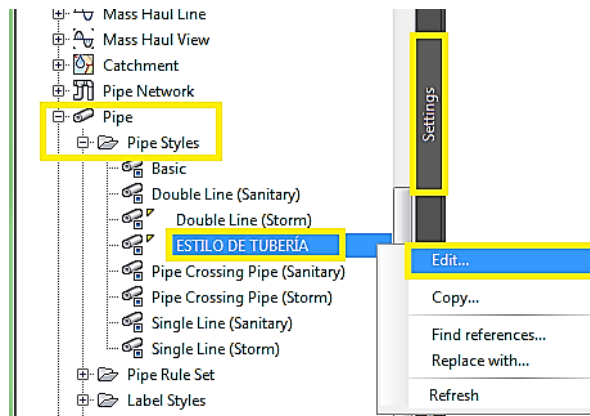 Mass Haul Line
Mass Haul View
Catchment
Pipe Network
Pipe
Pipe Styles
Basic
Double Line (Sanitary)
Double Line (Storm)
ESTILO DE TUBERÍA
Pipe Crossing Pipe (Sanitary)
Pipe Crossing Pipe (Storm)
Single Line (Sanitary)
Single Line (Storm)
Pipe Rule Set
Label Styles
Settings
Edit...
Copy...
Find references...
Replace with...
Refresh